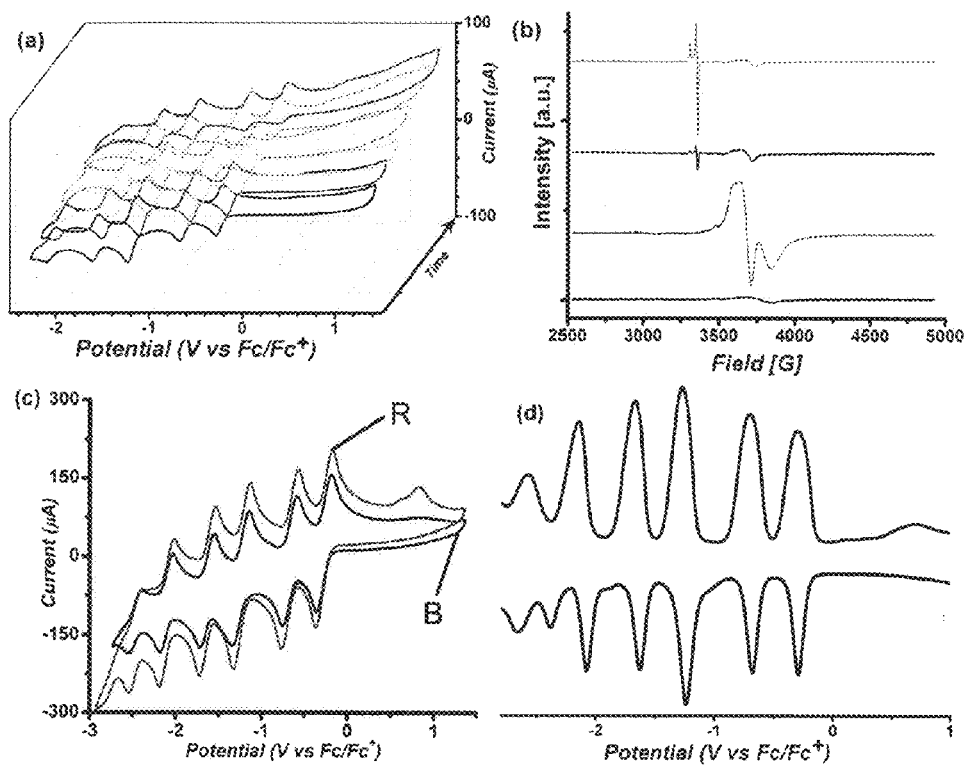 (a)
100
0
-100
Current (μA)
Time
-2
-1
0
1
Potential (V vs Fc/Fc+)
(b)
Intensity [a.u.]
2500
3000
3500
4000
4500
5000
Field [G]
(c)
300
150
0
-150
-300
Current (μA)
R
B
-3
-2
-1
0
1
Potential (V vs Fc/Fc+)
(d)
-2
-1
0
1
Potential (V vs Fc/Fc+)